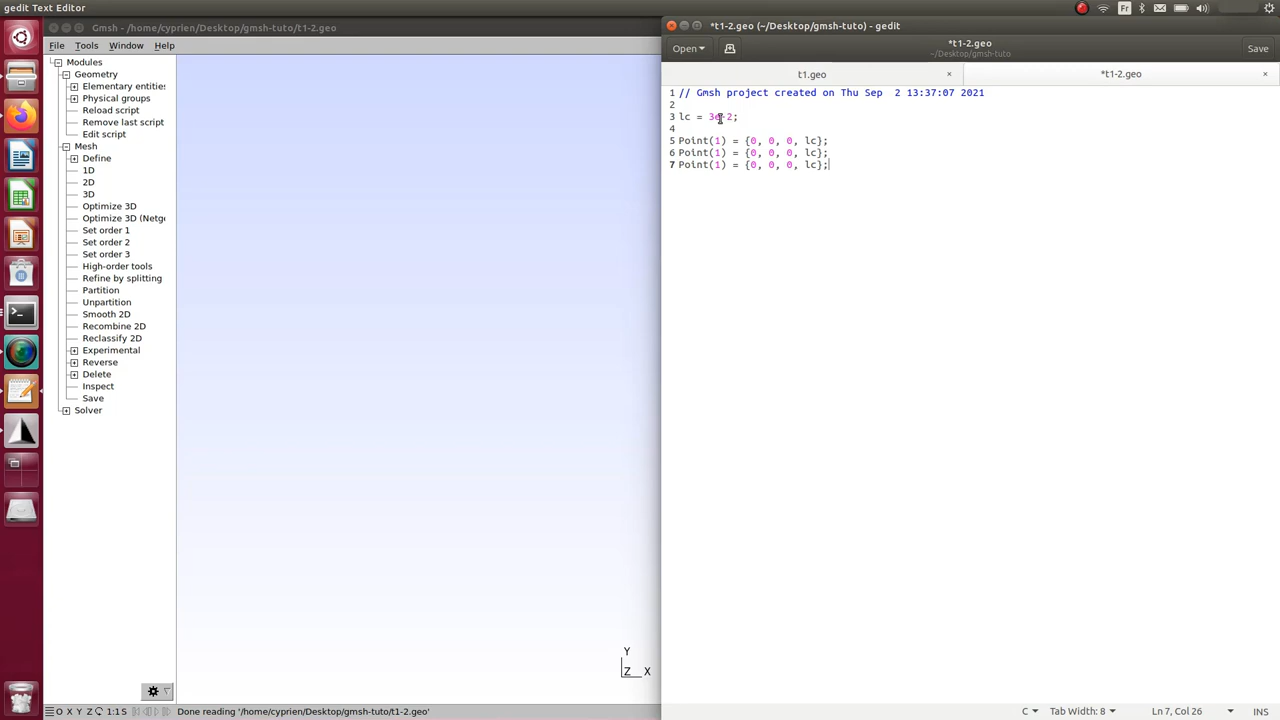 gedit Text Editor
Fr
Gmsh - /home/cyprien/Desktop/gmsh-tuto/t1-2.geo
*t1-2.geo (~/Desktop/gmsh-tuto) - gedit
File Tools Window Help
Open
*t1-2.geo
~/Desktop/gmsh-tuto
Save
t1.geo
*t1-2.geo
Modules
Geometry
Elementary entities
Physical groups
Reload script
Remove last script
Edit script
Mesh
Define
1D
2D
3D
Optimize 3D
Optimize 3D (Netg
Set order 1
Set order 2
Set order 3
High-order tools
Refine by splitting
Partition
Unpartition
Smooth 2D
Recombine 2D
Reclassify 2D
Experimental
Reverse
Delete
Inspect
Save
Solver
1 // Gmsh project created on Thu Sep  2 13:37:07 2021
2
3 lc = 3e-2;
4
5 Point(1) = {0, 0, 0, lc};
6 Point(1) = {0, 0, 0, lc};
7 Point(1) = {0, 0, 0, lc};
Y
Z X
O X Y Z 1:1 S
Done reading '/home/cyprien/Desktop/gmsh-tuto/t1-2.geo'
C
Tab Width: 8
Ln 7, Col 26
INS